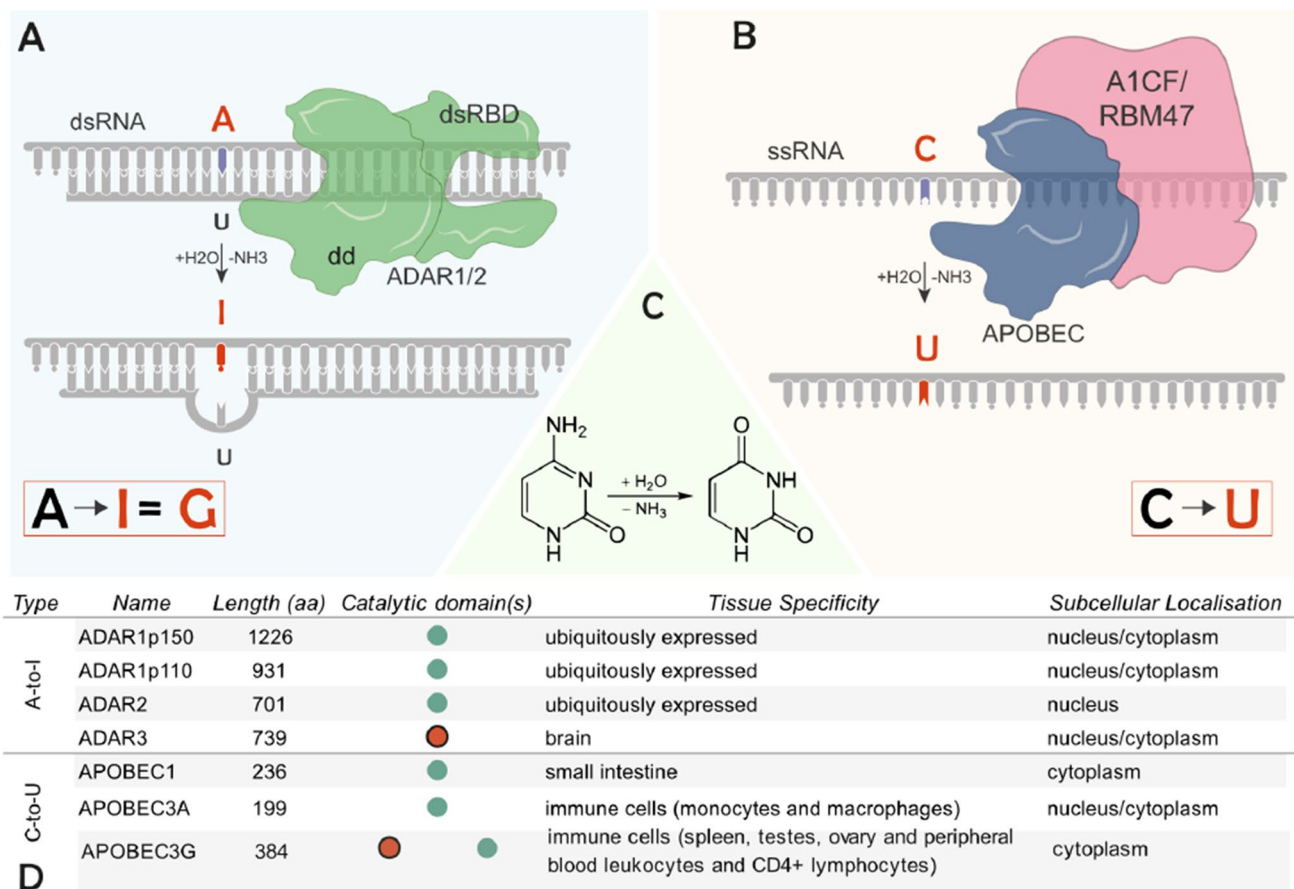 A
dsRNA
A
dsRBD
U
+H2O
-NH3
dd
ADAR1/2
I
U
A → I = G
B
A1CF/
RBM47
ssRNA
C
+H2O
-NH3
APOBEC
U
C → U
C
NH2
N
N
H
O
+ H2O
− NH3
O
NH
N
H
O
Type Name Length (aa) Catalytic domain(s) Tissue Specificity Subcellular Localisation
A-to-I
ADAR1p150 1226 ubiquitously expressed nucleus/cytoplasm
ADAR1p110 931 ubiquitously expressed nucleus/cytoplasm
ADAR2 701 ubiquitously expressed nucleus
ADAR3 739 brain nucleus/cytoplasm
C-to-U
APOBEC1 236 small intestine cytoplasm
APOBEC3A 199 immune cells (monocytes and macrophages) nucleus/cytoplasm
APOBEC3G 384 immune cells (spleen, testes, ovary and peripheral
blood leukocytes and CD4+ lymphocytes) cytoplasm
D